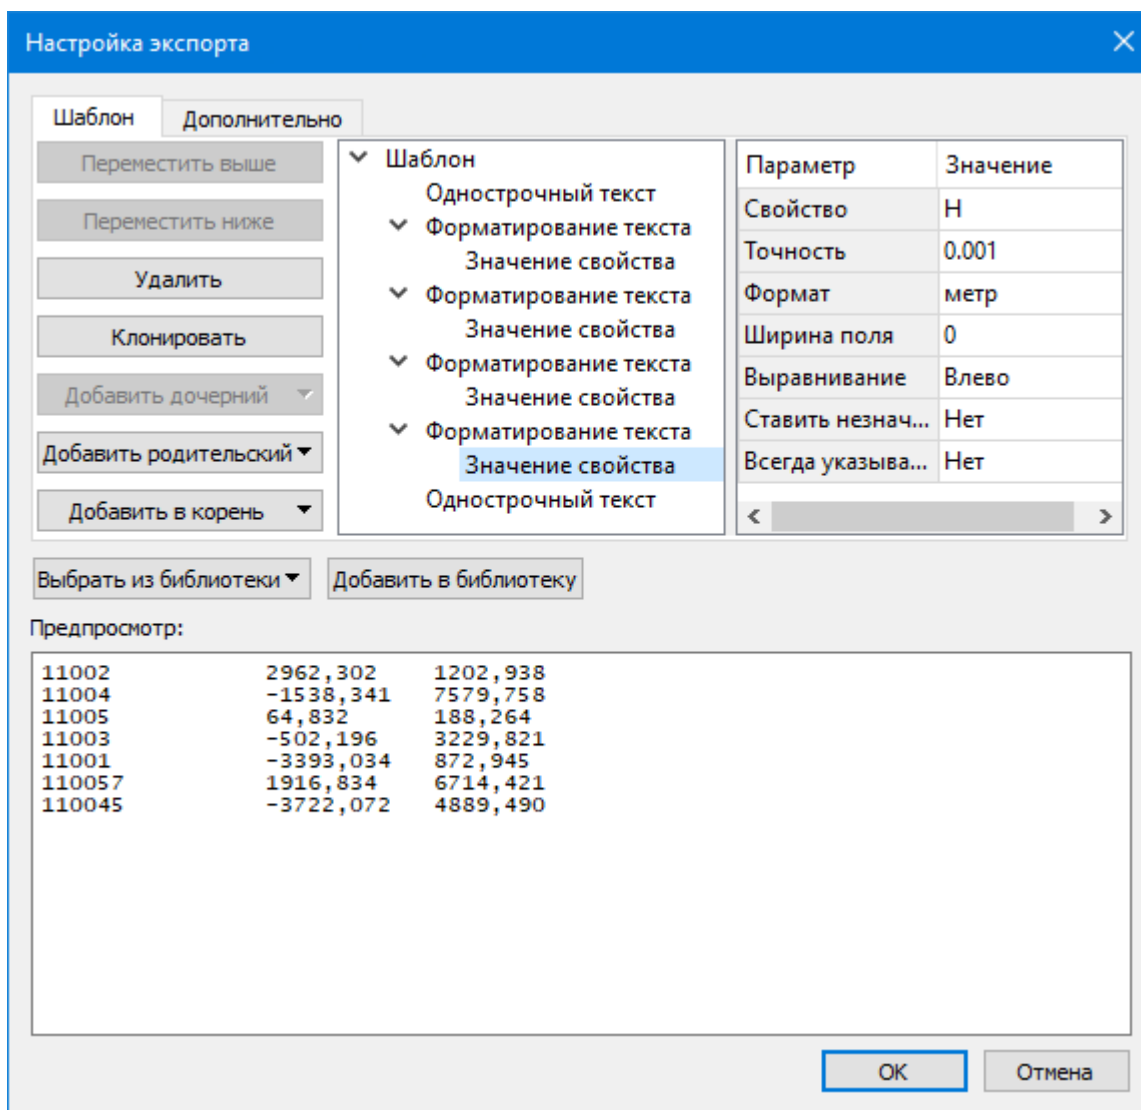 Настройка экспорта
Шаблон Дополнительно
Переместить выше
Переместить ниже
Удалить
Клонировать
Добавить дочерний
Добавить родительский
Добавить в корень
Шаблон
Однострочный текст
Форматирование текста
Значение свойства
Форматирование текста
Значение свойства
Форматирование текста
Значение свойства
Форматирование текста
Значение свойства
Однострочный текст
Параметр Значение
Свойство H
Точность 0.001
Формат метр
Ширина поля 0
Выравнивание Влево
Ставить незнач... Нет
Всегда указыва... Нет
Выбрать из библиотеки Добавить в библиотеку
Предпросмотр:
11002 2962,302 1202,938
11004 -1538,341 7579,758
11005 64,832 188,264
11003 -502,196 3229,821
11001 -3393,034 872,945
110057 1916,834 6714,421
110045 -3722,072 4889,490
OK Отмена